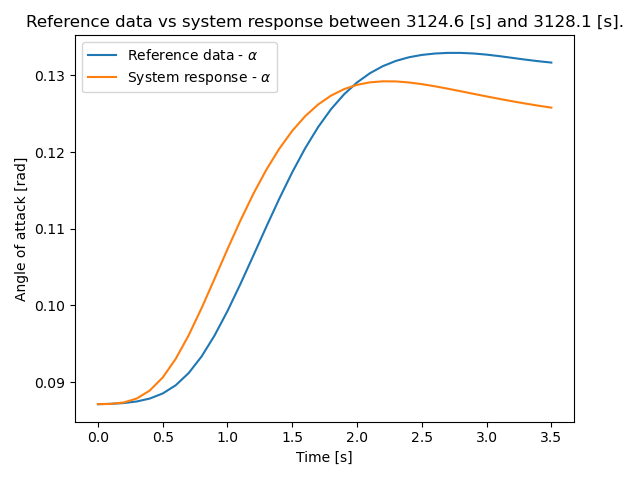 Reference data vs system response between 3124.6 [s] and 3128.1 [s].
Reference data - α
System response - α
Angle of attack [rad]
0.13
0.12
0.11
0.10
0.09
0.0 0.5 1.0 1.5 2.0 2.5 3.0 3.5
Time [s]